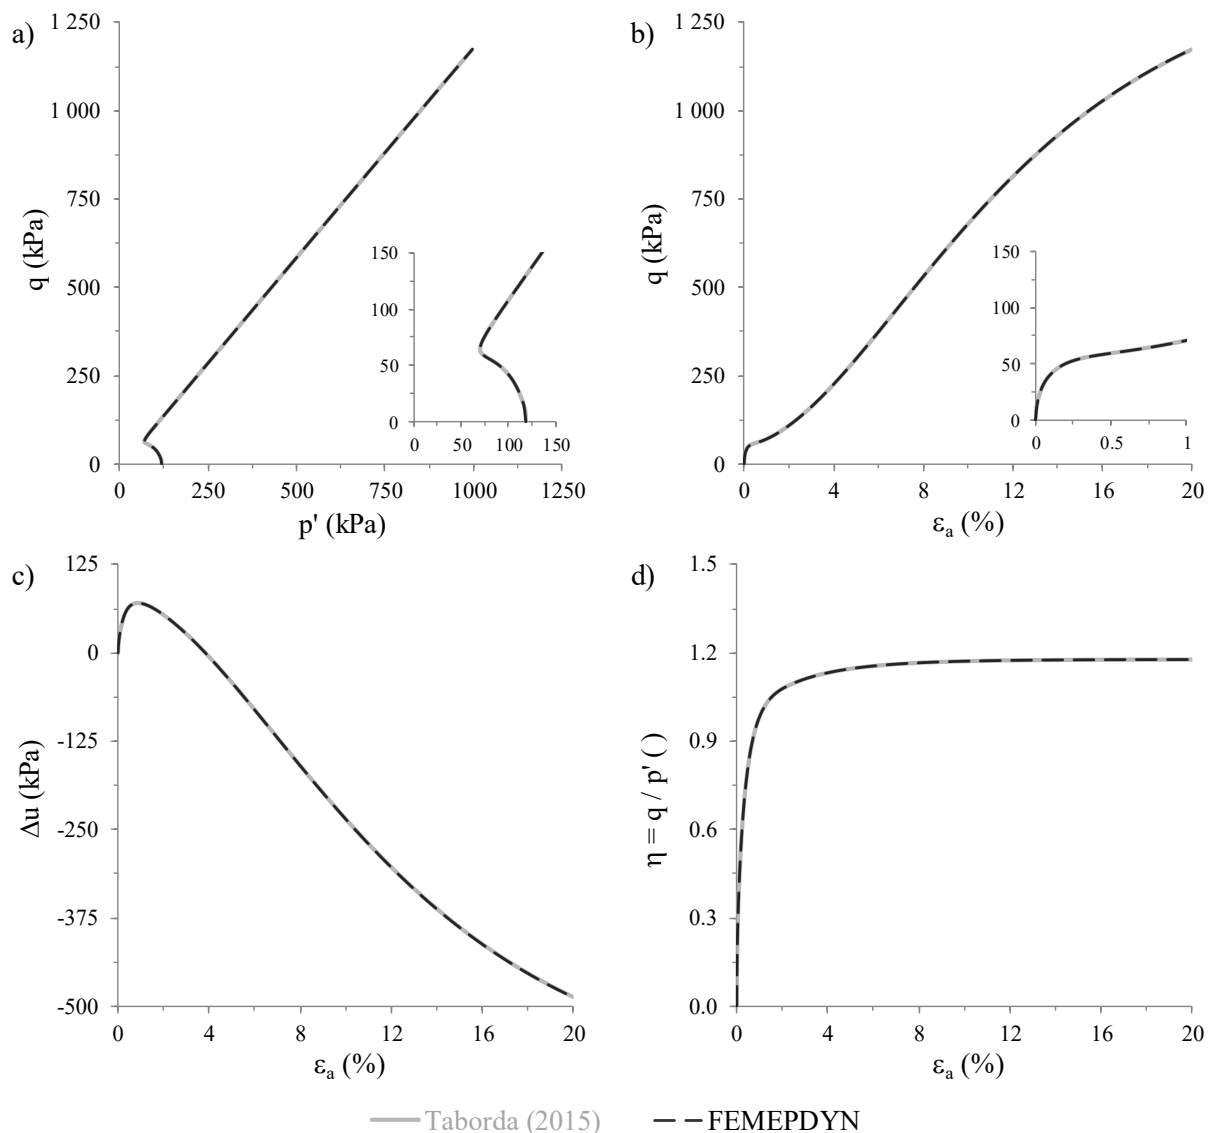 a)
1 250
1 000
750
500
250
0
q (kPa)
0 250 500 750 1000 1250
p' (kPa)
150
100
50
0
0 50 100 150
b)
1 250
1 000
750
500
250
0
q (kPa)
0 4 8 12 16 20
εa (%)
150
100
50
0
0 0.5 1
c)
125
0
-125
-250
-375
-500
Δu (kPa)
0 4 8 12 16 20
εa (%)
d)
1.5
1.2
0.9
0.6
0.3
0.0
η = q / p' ( )
0 4 8 12 16 20
εa (%)
Taborda (2015) FEMEPDYN